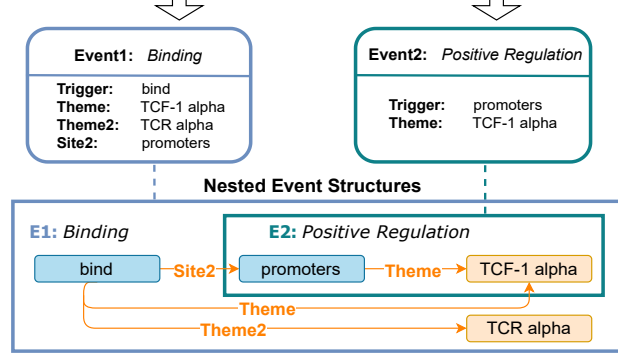 Event1: Binding
Trigger: bind
Theme: TCF-1 alpha
Theme2: TCR alpha
Site2: promoters
Event2: Positive Regulation
Trigger: promoters
Theme: TCF-1 alpha
Nested Event Structures
E1: Binding
E2: Positive Regulation
bind Site2 promoters Theme TCF-1 alpha
Theme
Theme2 TCR alpha